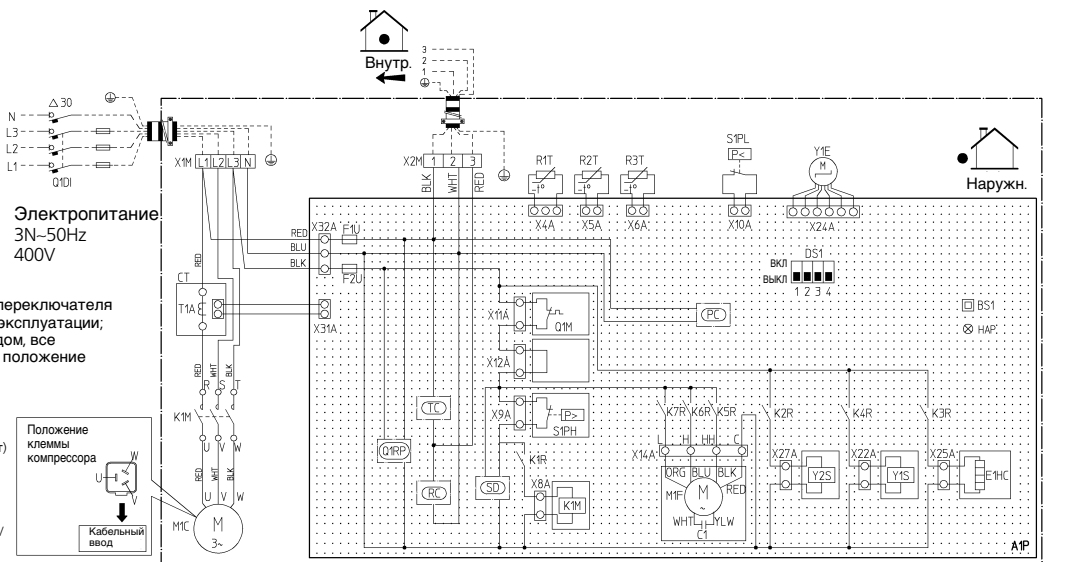 Внутр.
3
2
1
N
L3
L2
L1
△30
Q1DI
Электропитание
3N~50Hz
400V
X1M L1 L2 L3 N
X2M 1 2 3
BLK
WHT
RED
R1T
R2T
R3T
X4A
X5A
X6A
S1PL
P<
X10A
Y1E
M
X24A
Наружн.
RED
BLU
BLK
X32A
F1U
F2U
X31A
RED
CT
T1A
переключателя
эксплуатации;
дом, все
положение
DS1
ВКЛ
ВЫКЛ
1 2 3 4
BS1
HAP
PC
X11A
Q1M
X12A
X9A
P>
S1PH
TC
Q1RP
RC
SD
K1R
X8A
K1M
K7R
K6R
K5R
L H HH C
X14A
ORG BLU BLK
RED
M1F
M
~
WHT
YLW
C1
K2R
K4R
K3R
X27A
Y2S
X22A
Y1S
X25A
E1HC
A1P
RED
WHT
BLK
R S T
K1M
U V W
RED
WHT
BLK
U V W
M1C
M
3~
т)
/
Положение
клеммы
компрессора
W
U
V
Кабельный
ввод